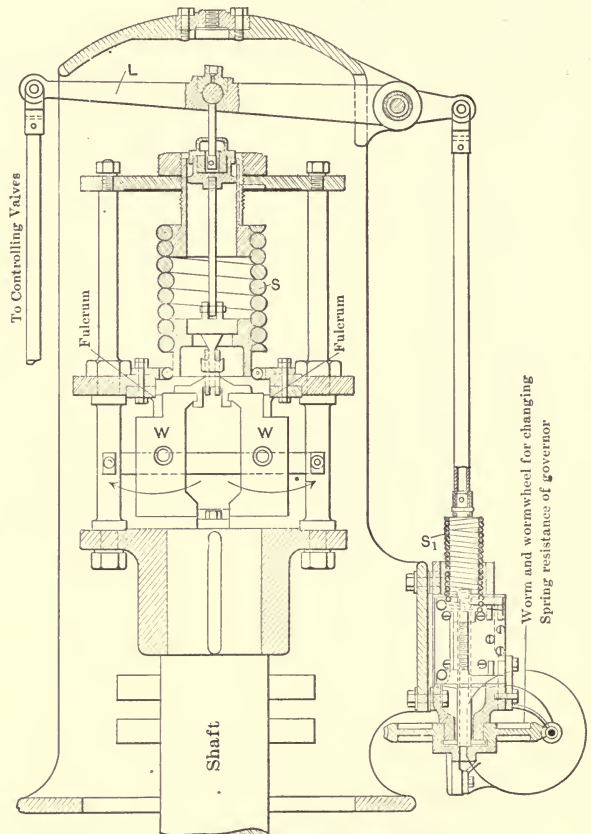 L
To Controlling Valves
S
Fulcrum
Fulcrum
W
W
S1
Worm and wormwheel for changing
Spring resistance of governor
Shaft